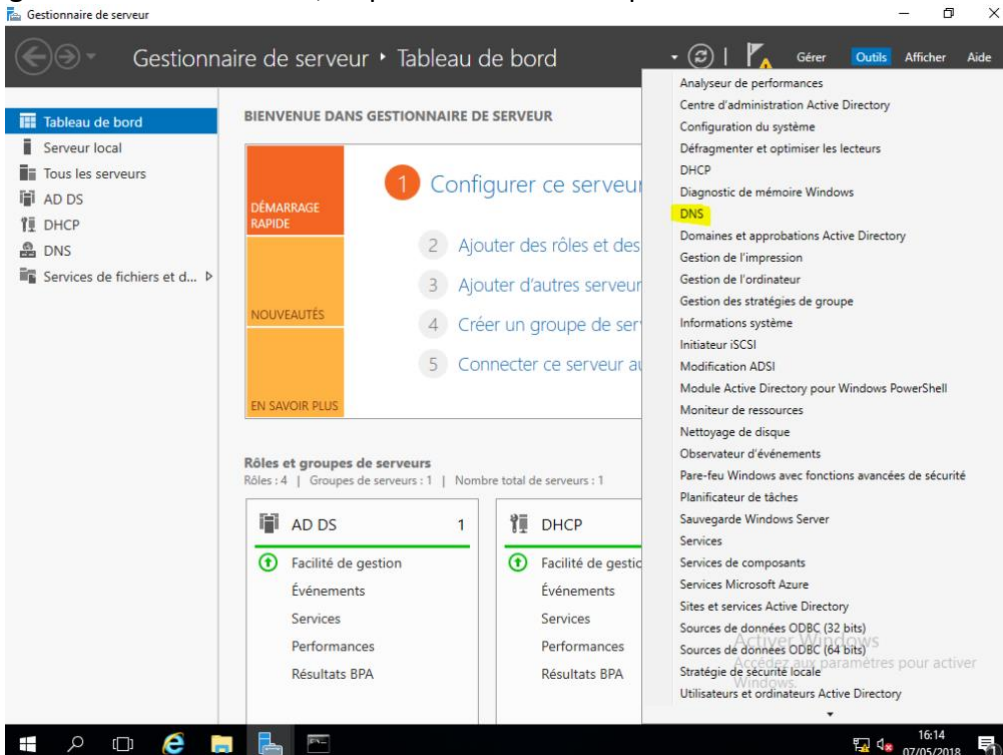 Gestionnaire de serveur
Gestionnaire de serveur • Tableau de bord
Gérer Outils Afficher Aide
Tableau de bord
Serveur local
Tous les serveurs
AD DS
DHCP
DNS
Services de fichiers et d...
BIENVENUE DANS GESTIONNAIRE DE SERVEUR
DÉMARRAGE
RAPIDE
NOUVEAUTÉS
EN SAVOIR PLUS
1 Configurer ce serveur
2 Ajouter des rôles et des
3 Ajouter d'autres serveur
4 Créer un groupe de ser
5 Connecter ce serveur au
Rôles et groupes de serveurs
Rôles : 4 | Groupes de serveurs : 1 | Nombre total de serveurs : 1
AD DS 1
Facilité de gestion
Événements
Services
Performances
Résultats BPA
DHCP
Facilité de gestic
Événements
Services
Performances
Résultats BPA
Analyseur de performances
Centre d'administration Active Directory
Configuration du système
Défragmenter et optimiser les lecteurs
DHCP
Diagnostic de mémoire Windows
DNS
Domaines et approbations Active Directory
Gestion de l'impression
Gestion de l'ordinateur
Gestion des stratégies de groupe
Informations système
Initiateur iSCSI
Modification ADSI
Module Active Directory pour Windows PowerShell
Moniteur de ressources
Nettoyage de disque
Observateur d'événements
Pare-feu Windows avec fonctions avancées de sécurité
Planificateur de tâches
Sauvegarde Windows Server
Services
Services de composants
Services Microsoft Azure
Sites et services Active Directory
Sources de données ODBC (32 bits)
Sources de données ODBC (64 bits)
Stratégie de sécurité locale
Utilisateurs et ordinateurs Active Directory
Activer Windows
Accédez aux paramètres pour activer
Windows.
16:14
07/05/2018